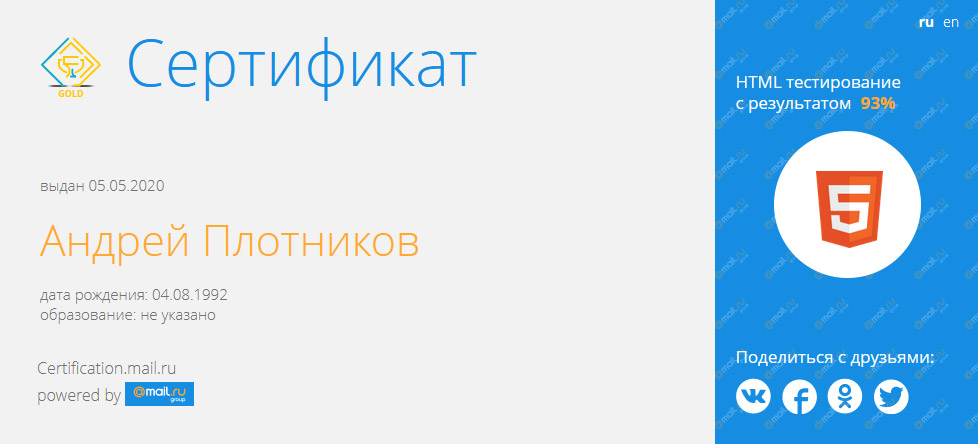 GOLD
Сертификат
выдан 05.05.2020
Андрей Плотников
дата рождения: 04.08.1992
образование: не указано
Certification.mail.ru
powered by @mail.ru group
ru en
HTML тестирование
с результатом 93%
5
Поделиться с друзьями: